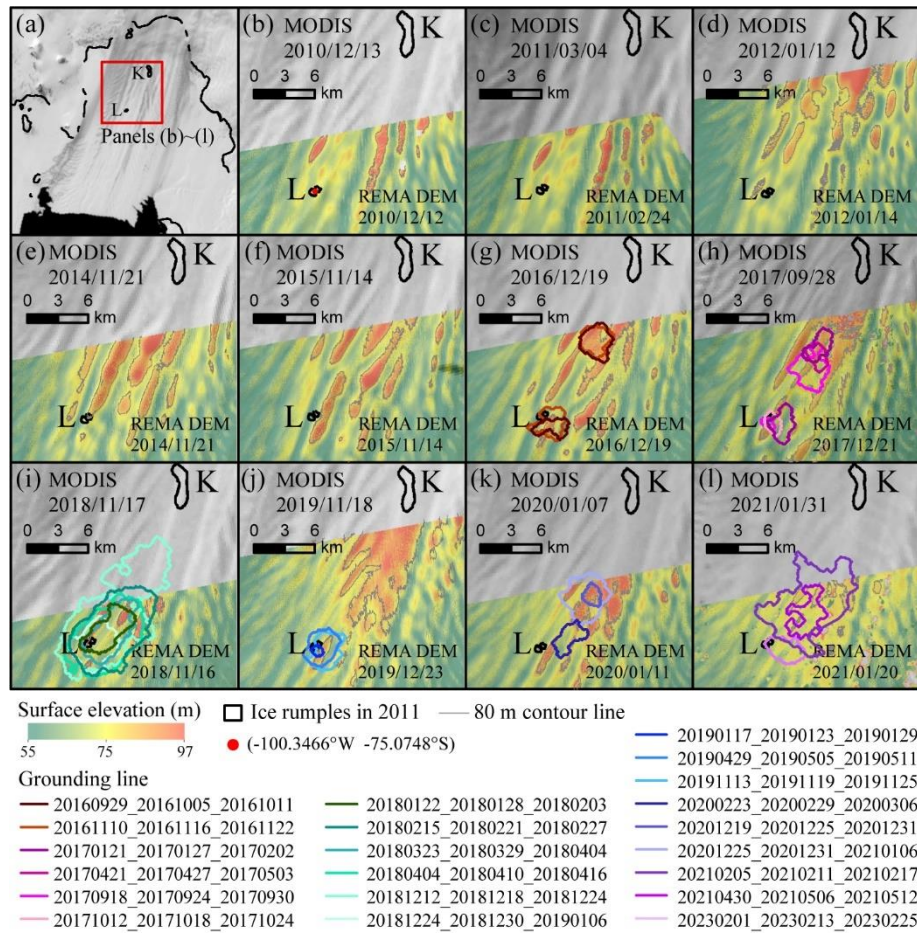 (a)
K
L
Panels (b)~(l)
(b) MODIS
2010/12/13
K
0 3 6
km
L
REMA DEM
2010/12/12
(c) MODIS
2011/03/04
K
0 3 6
km
L
REMA DEM
2011/02/24
(d) MODIS
2012/01/12
K
0 3 6
km
L
REMA DEM
2012/01/14
(e) MODIS
2014/11/21
K
0 3 6
km
L
REMA DEM
2014/11/21
(f) MODIS
2015/11/14
K
0 3 6
km
L
REMA DEM
2015/11/14
(g) MODIS
2016/12/19
K
0 3 6
km
L
REMA DEM
2016/12/19
(h) MODIS
2017/09/28
K
0 3 6
km
L
REMA DEM
2017/12/21
(i) MODIS
2018/11/17
K
0 3 6
km
L
REMA DEM
2018/11/16
(j) MODIS
2019/11/18
K
0 3 6
km
L
REMA DEM
2019/12/23
(k) MODIS
2020/01/07
K
0 3 6
km
L
REMA DEM
2020/01/11
(l) MODIS
2021/01/31
K
0 3 6
km
L
REMA DEM
2021/01/20
Surface elevation (m)
55 75 97
Ice rumples in 2011
80 m contour line
(-100.3466°W -75.0748°S)
Grounding line
20160929_20161005_20161011
20161110_20161116_20161122
20170121_20170127_20170202
20170421_20170427_20170503
20170918_20170924_20170930
20171012_20171018_20171024
20180122_20180128_20180203
20180215_20180221_20180227
20180323_20180329_20180404
20180404_20180410_20180416
20181212_20181218_20181224
20181224_20181230_20190106
20190117_20190123_20190129
20190429_20190505_20190511
20191113_20191119_20191125
20200223_20200229_20200306
20201219_20201225_20201231
20201225_20201231_20210106
20210205_20210211_20210217
20210430_20210506_20210512
20230201_20230213_20230225